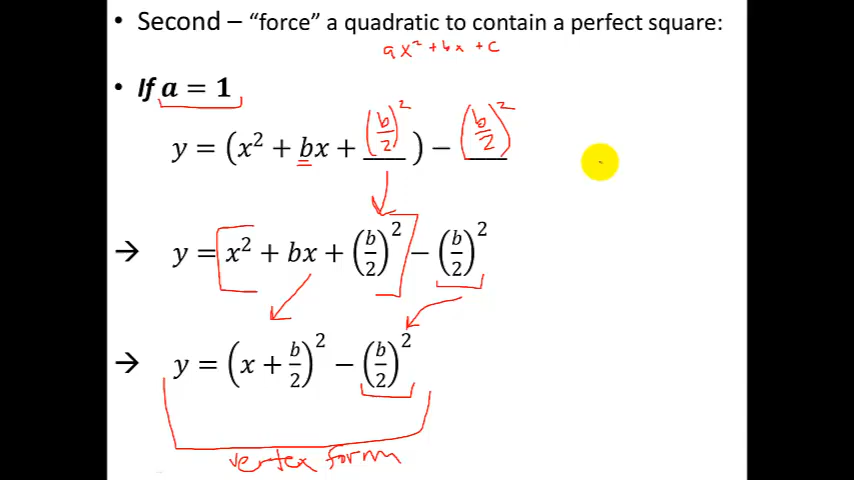 • Second – “force” a quadratic to contain a perfect square:
ax² + bx + c
• If a = 1
y = (x² + bx + (b/2)²) − (b/2)²
→ y = x² + bx + (b/2)² − (b/2)²
→ y = (x + b/2)² − (b/2)²
vertex form